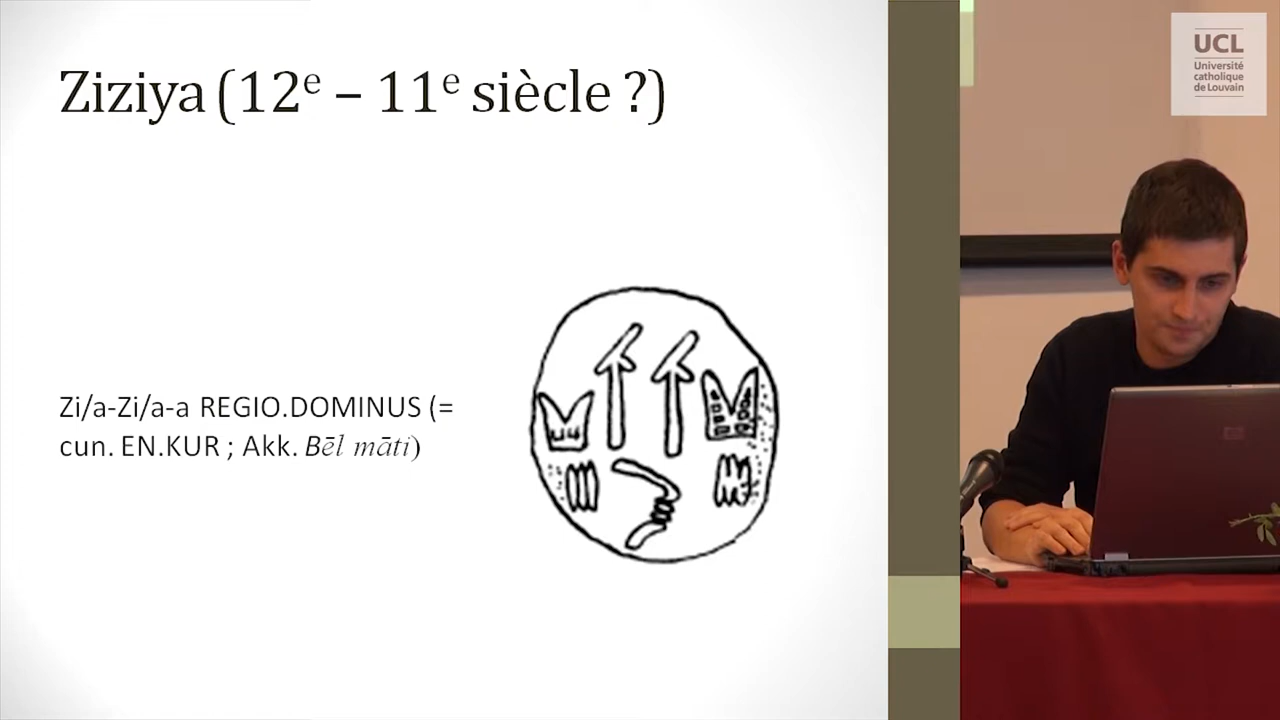 Ziziya (12e – 11e siècle ?)
Zi/a-Zi/a-a REGIO.DOMINUS (=
cun. EN.KUR ; Akk. Bēl māti)
UCL
Université
catholique
de Louvain